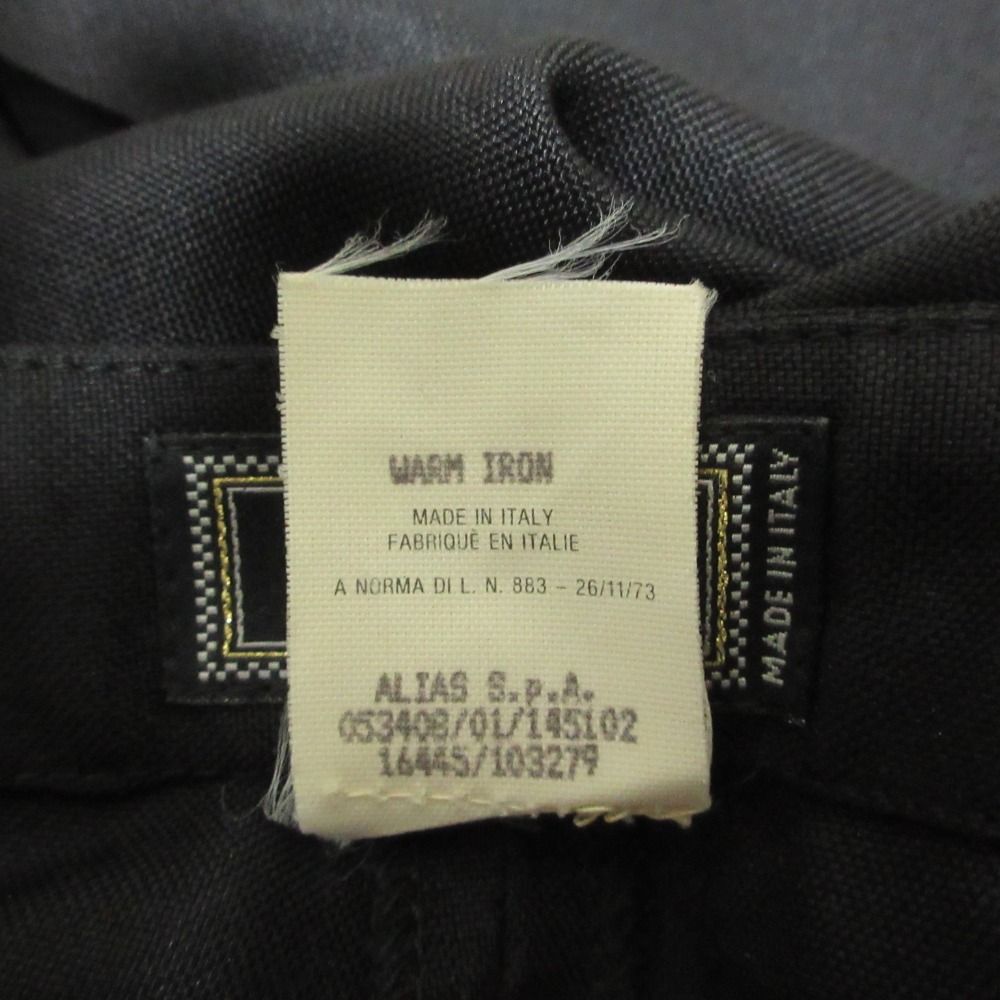 WARM IRON
MADE IN ITALY
FABRIQUÈ EN ITALIE
A NORMA DI L. N. 883 - 26/11/73
ALIAS S.p.A.
053408/01/145102
16445/103279
MADE IN ITALY